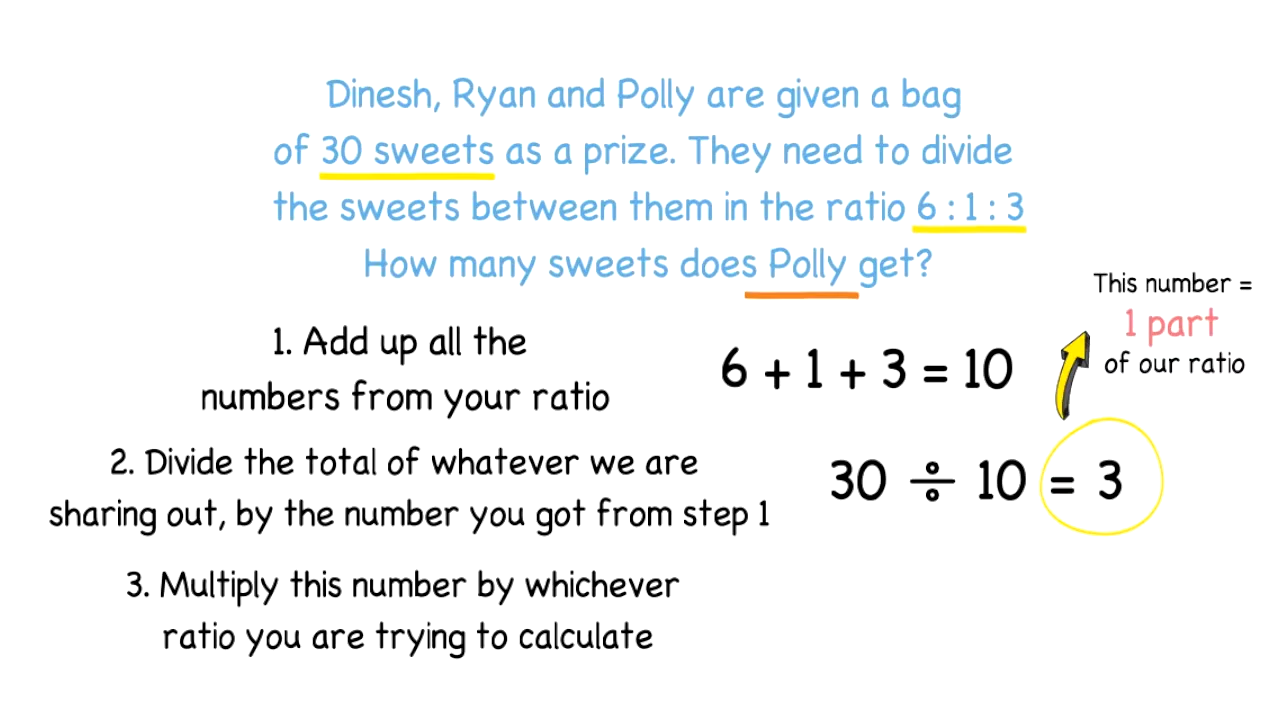 Dinesh, Ryan and Polly are given a bag
of 30 sweets as a prize. They need to divide
the sweets between them in the ratio 6 : 1 : 3
How many sweets does Polly get?
1. Add up all the
numbers from your ratio
6 + 1 + 3 = 10
This number =
1 part
of our ratio
2. Divide the total of whatever we are
sharing out, by the number you got from step 1
30 ÷ 10 = 3
3. Multiply this number by whichever
ratio you are trying to calculate